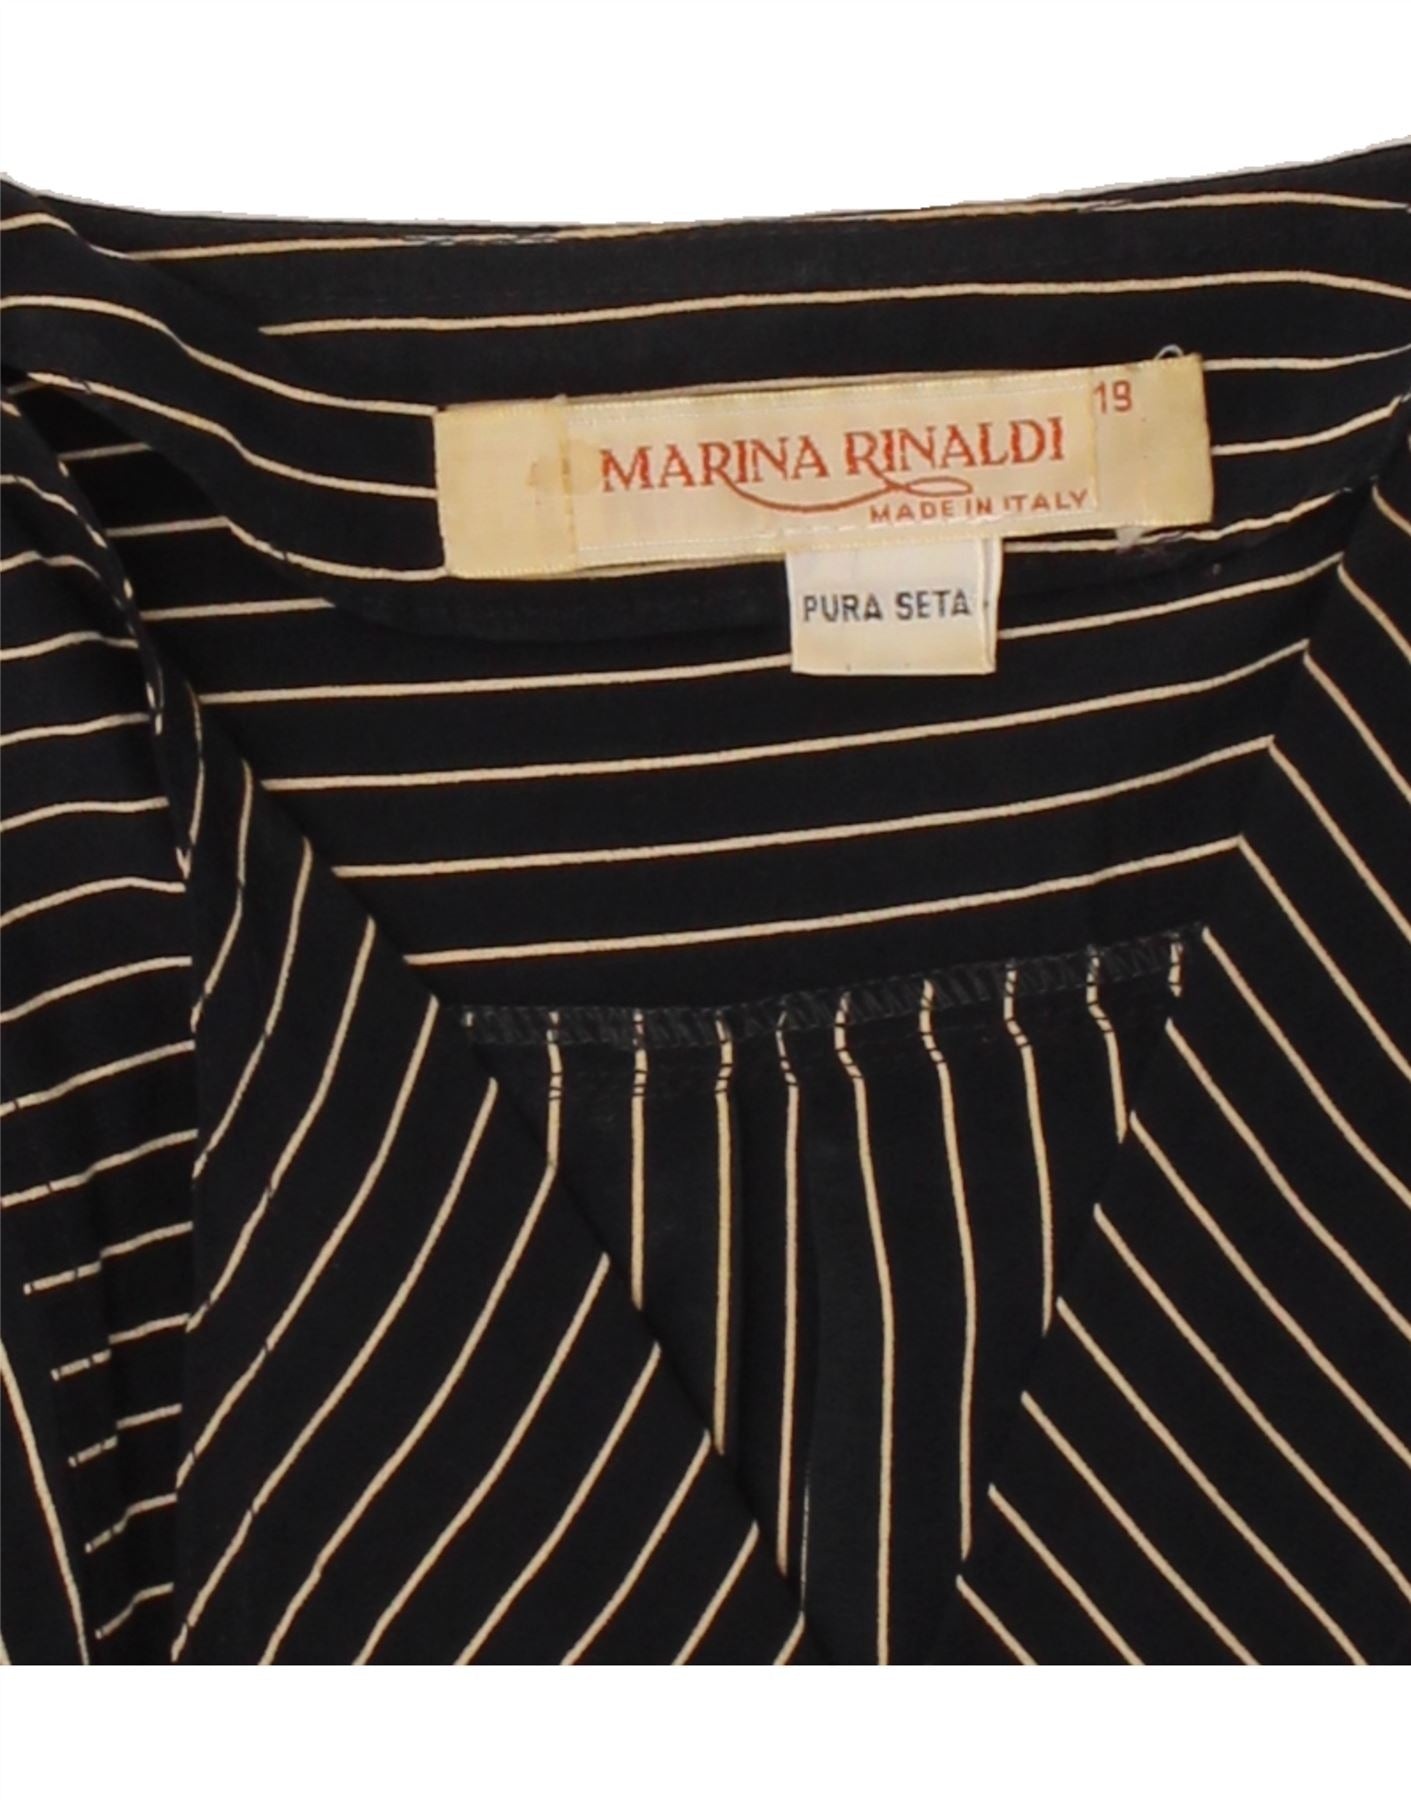 19
MARINA RINALDI
MADE IN ITALY
PURA SETA